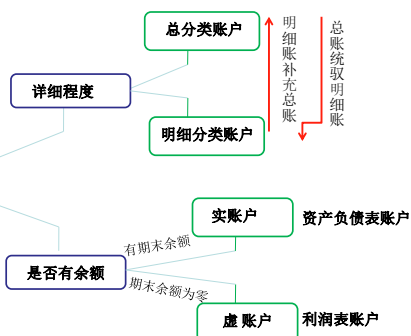 总分类账户
明细账补充总账
总账统驭明细账
详细程度
明细分类账户
实账户
资产负债表账户
有期末余额
是否有余额
期末余额为零
虚 账户
利润表账户